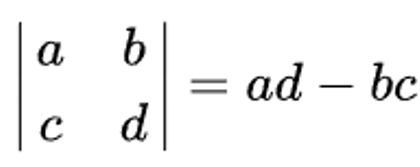 | a b |
| c d | = ad − bc